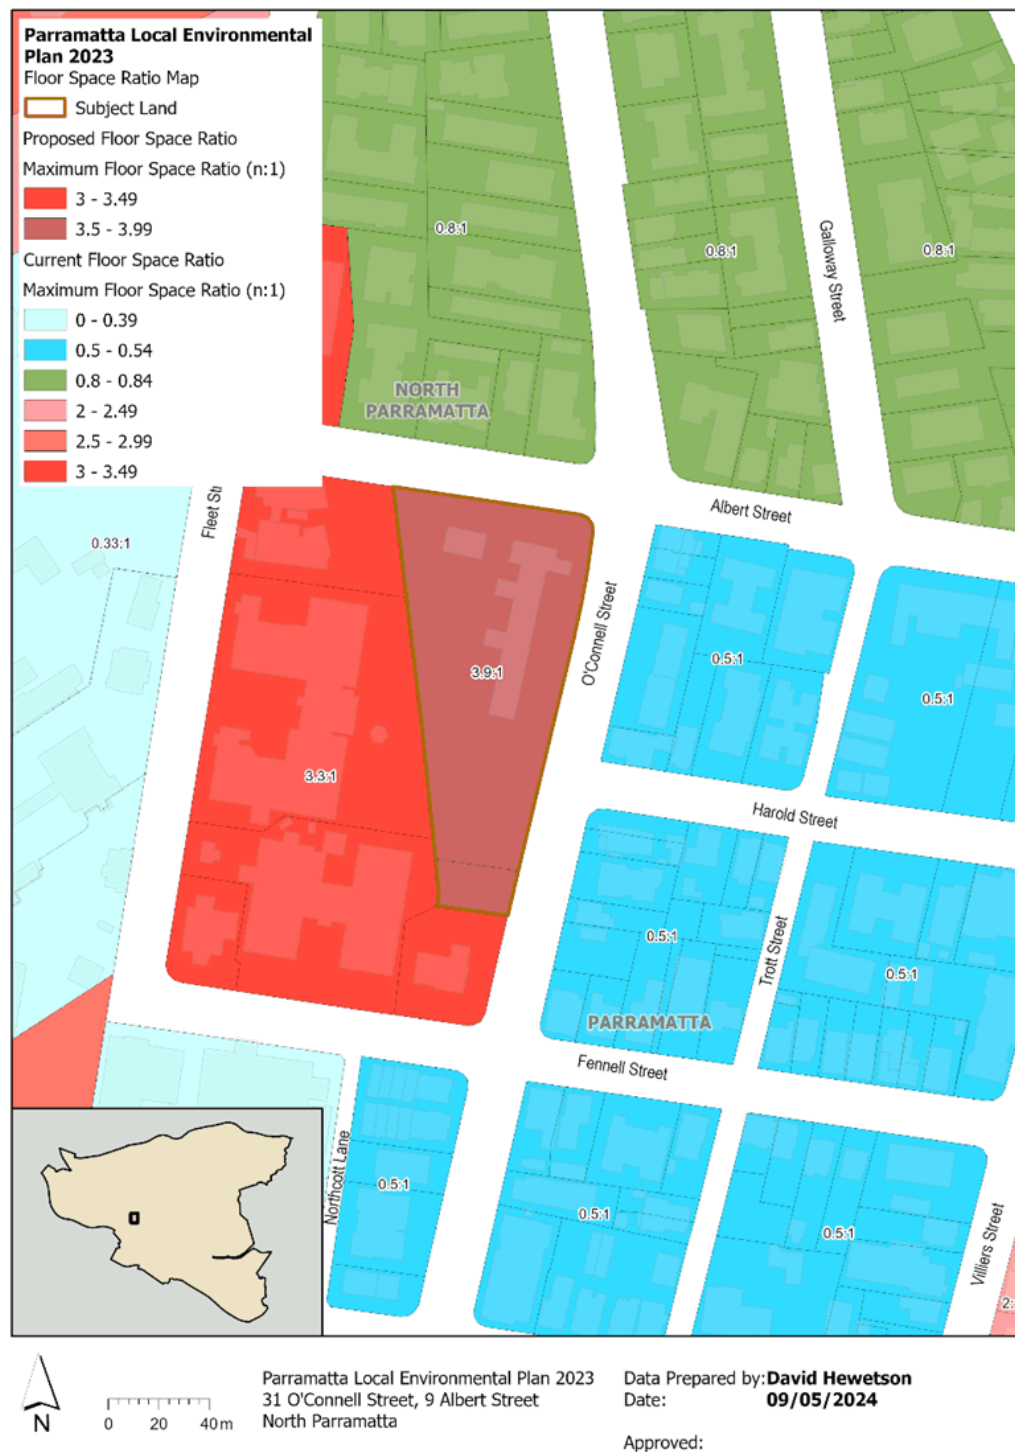 Parramatta Local Environmental
Plan 2023
Floor Space Ratio Map
Subject Land
Proposed Floor Space Ratio
Maximum Floor Space Ratio (n:1)
3 - 3.49
3.5 - 3.99
Current Floor Space Ratio
Maximum Floor Space Ratio (n:1)
0 - 0.39
0.5 - 0.54
0.8 - 0.84
2 - 2.49
2.5 - 2.99
3 - 3.49
0.8:1
0.8:1
0.8:1
Galloway Street
NORTH
PARRAMATTA
Albert Street
Fleet Str
0.33:1
O'Connell Street
3.9:1
0.5:1
0.5:1
3.3:1
Harold Street
0.5:1
Trott Street
0.5:1
PARRAMATTA
Fennell Street
Northcott Lane
0.5:1
0.5:1
0.5:1
Villiers Street
2:
N
0 20 40 m
Parramatta Local Environmental Plan 2023
31 O'Connell Street, 9 Albert Street
North Parramatta
Data Prepared by: David Hewetson
Date: 09/05/2024
Approved: